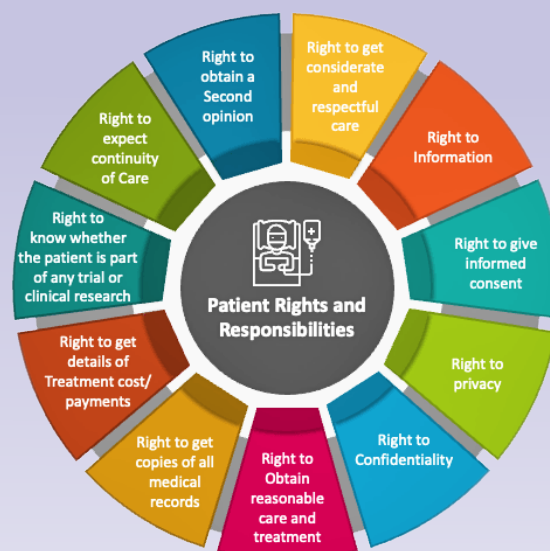 Patient Rights and
Responsibilities
Right to get
considerate
and
respectful
care
Right to
Information
Right to give
informed
consent
Right to
privacy
Right to
Confidentiality
Right to
Obtain
reasonable
care and
treatment
Right to get
copies of all
medical
records
Right to get
details of
Treatment cost/
payments
Right to
know whether
the patient is part
of any trial or
clinical research
Right to
expect
continuity
of Care
Right to
obtain a
Second
opinion